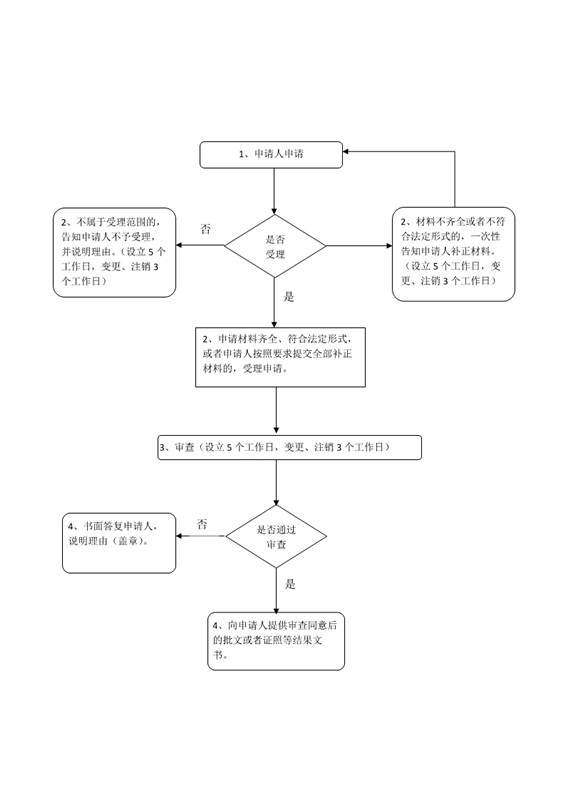 1、申请人申请
2、不属于受理范围的，
告知申请人不予受理，
并说明理由。（设立 5 个
工作日，变更、注销 3
个工作日）
否
是否
受理
2、材料不齐全或者不符
合法定形式的，一次性
告知申请人补正材料。
（设立 5 个工作日，变
更、注销 3 个工作日）
是
2、申请材料齐全、符合法定形式，
或者申请人按照要求提交全部补正
材料的，受理申请。
3、审查（设立 5 个工作日，变更、注销 3 个工作日）
4、书面答复申请人，
说明理由（盖章）。
否
是否通过
审查
是
4、向申请人提供审查同意后
的批文或者证照等结果文
书。